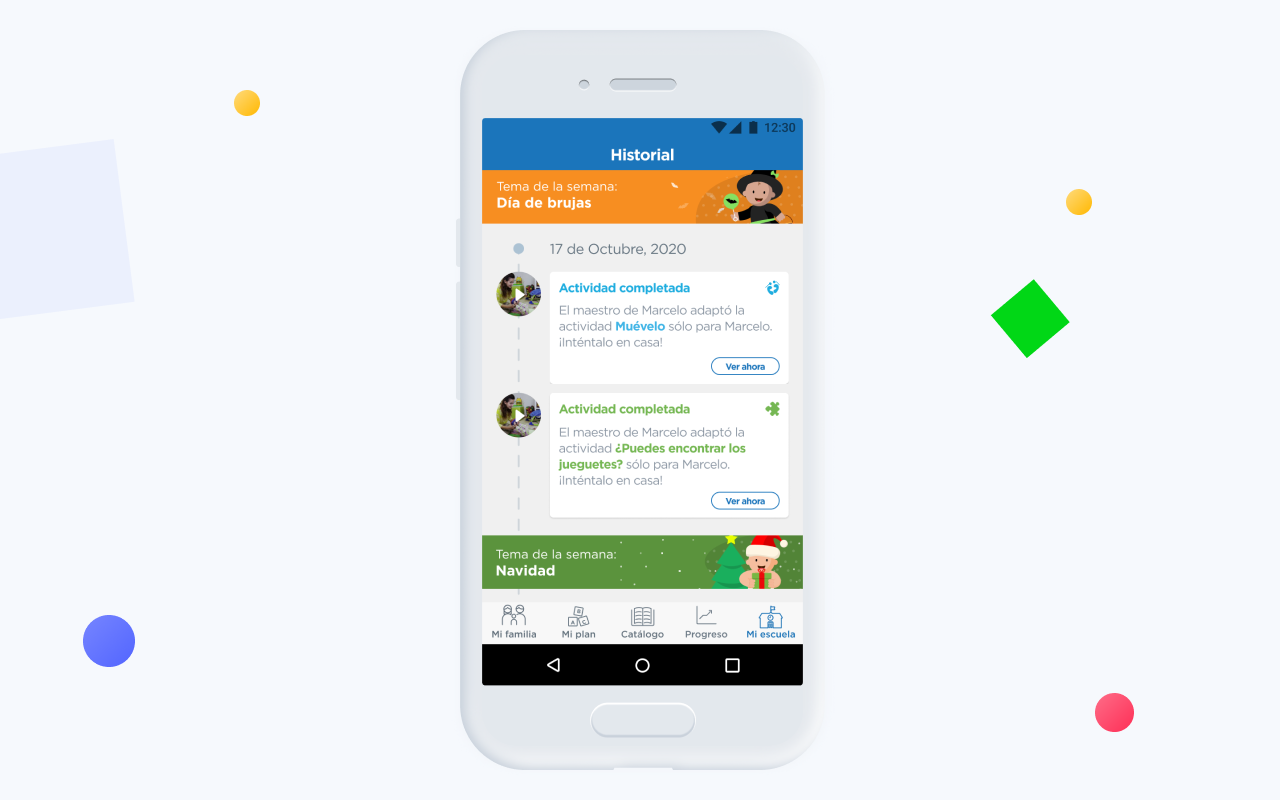 12:30
Historial
Tema de la semana:
Día de brujas
17 de Octubre, 2020
Actividad completada
El maestro de Marcelo adaptó la
actividad Muévelo sólo para Marcelo.
¡Inténtalo en casa!
Ver ahora
Actividad completada
El maestro de Marcelo adaptó la
actividad ¿Puedes encontrar los
jueguetes? sólo para Marcelo.
¡Inténtalo en casa!
Ver ahora
Tema de la semana:
Navidad
B
A C
Mi familia Mi plan Catálogo Progreso Mi escuela